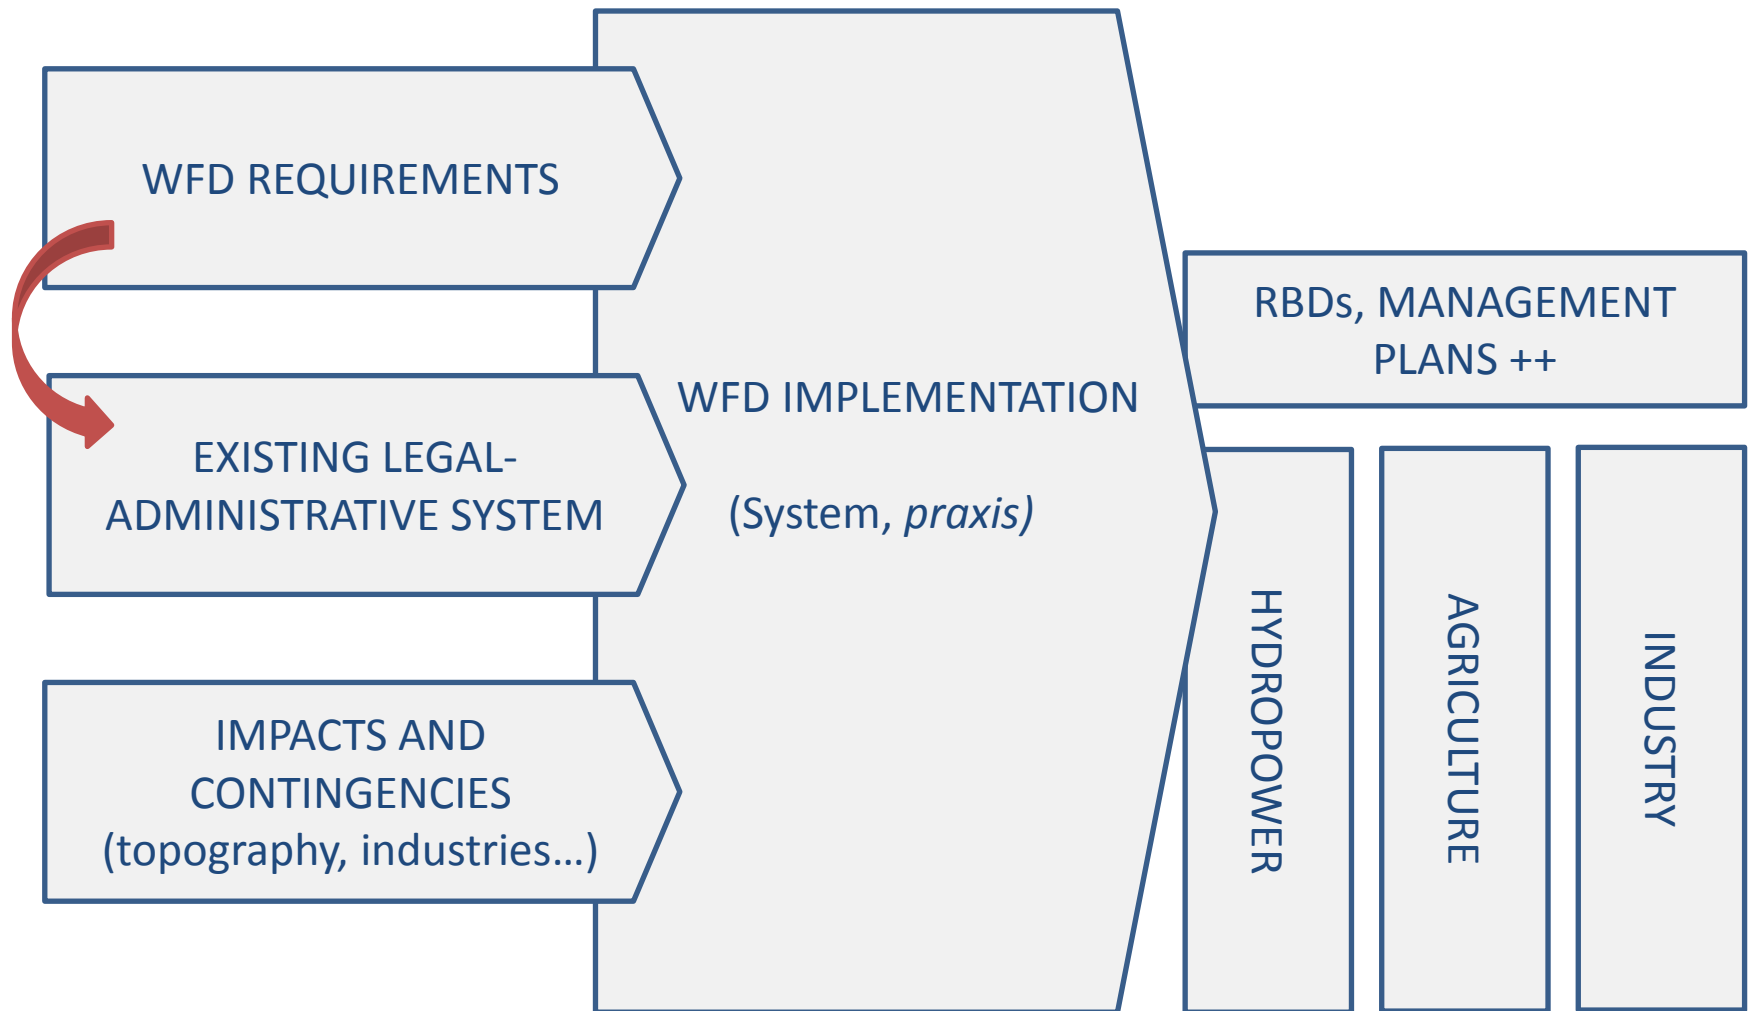 WFD REQUIREMENTS
EXISTING LEGAL-
ADMINISTRATIVE SYSTEM
IMPACTS AND
CONTINGENCIES
(topography, industries…)
WFD IMPLEMENTATION
(System, praxis)
RBDs, MANAGEMENT
PLANS ++
HYDROPOWER
AGRICULTURE
INDUSTRY